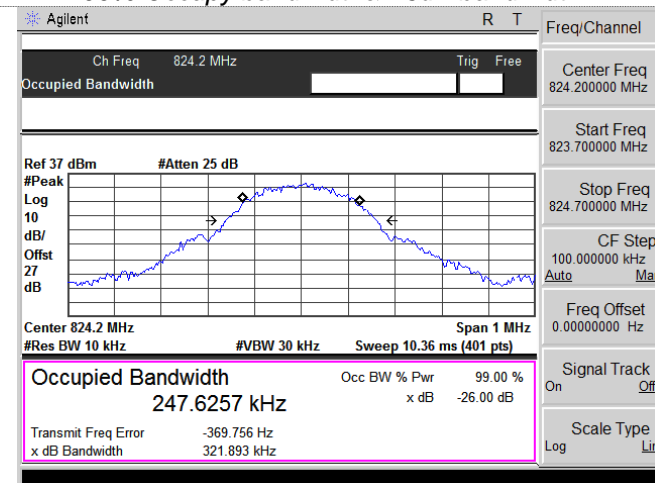 Agilent R T
Freq/Channel
Ch Freq 824.2 MHz Trig Free
Occupied Bandwidth
Center Freq
824.200000 MHz
Start Freq
823.700000 MHz
Stop Freq
824.700000 MHz
CF Step
100.000000 kHz
Auto Ma
Freq Offset
0.00000000 Hz
Signal Track
On Off
Scale Type
Log Lin
Ref 37 dBm #Atten 25 dB
#Peak
Log
10
dB/
Offst
27
dB
Center 824.2 MHz Span 1 MHz
#Res BW 10 kHz #VBW 30 kHz Sweep 10.36 ms (401 pts)
Occupied Bandwidth Occ BW % Pwr 99.00 %
247.6257 kHz x dB -26.00 dB
Transmit Freq Error -369.756 Hz
x dB Bandwidth 321.893 kHz